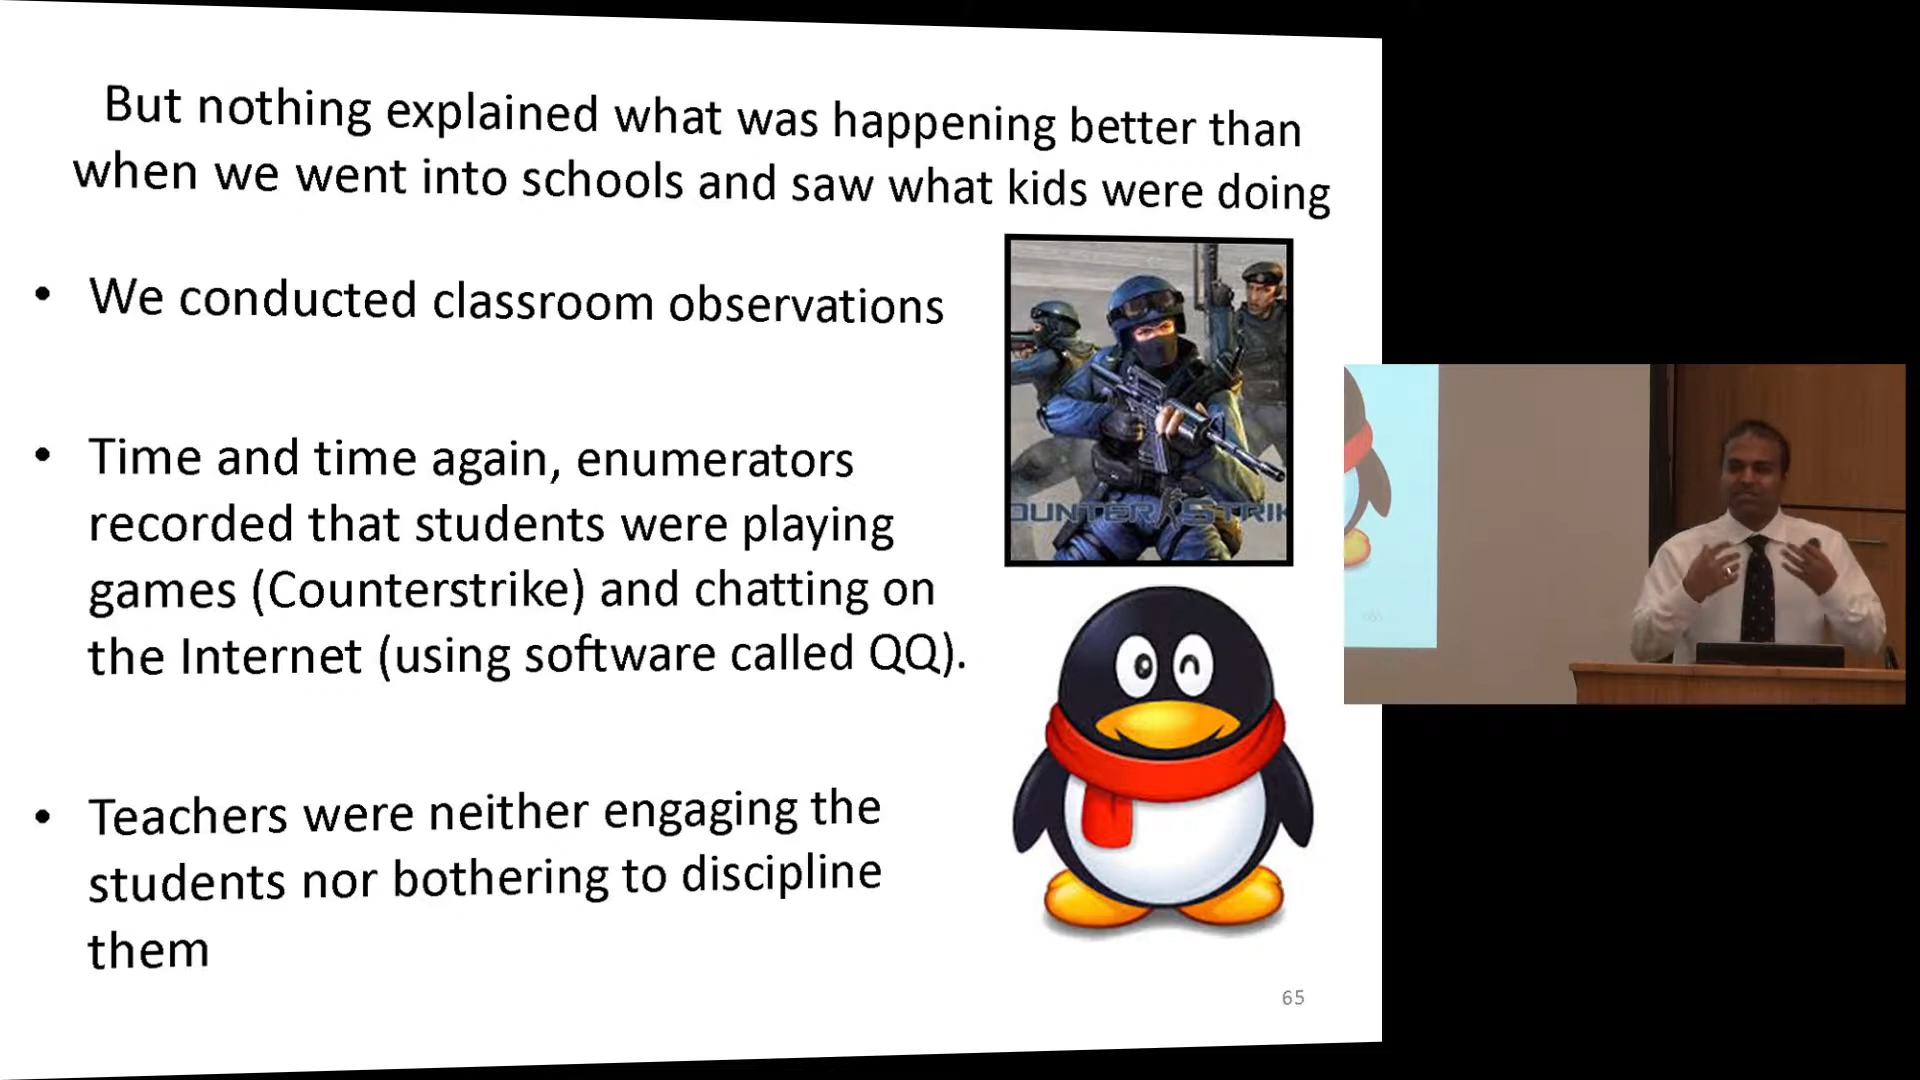 But nothing explained what was happening better than
when we went into schools and saw what kids were doing
• We conducted classroom observations
• Time and time again, enumerators
recorded that students were playing
games (Counterstrike) and chatting on
the Internet (using software called QQ).
• Teachers were neither engaging the
students nor bothering to discipline
them
OUNTER STRIK
65